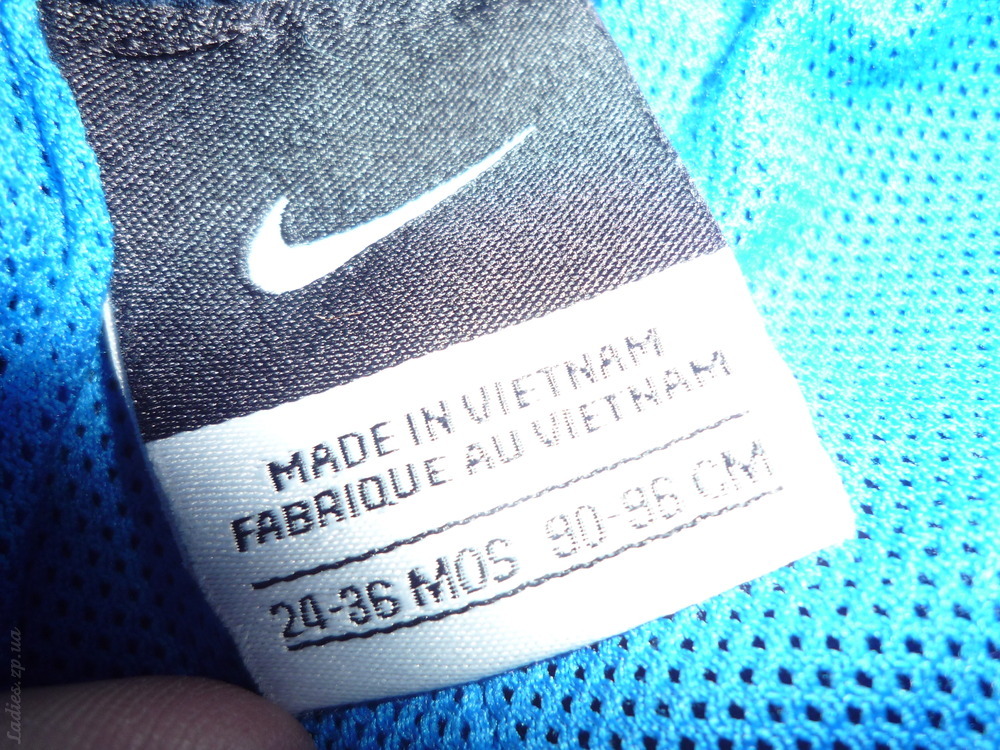 MADE IN VIETNAM
FABRIQUE AU VIETNAM
24-36 MOS 90-96 CM
Ladies.zp.ua